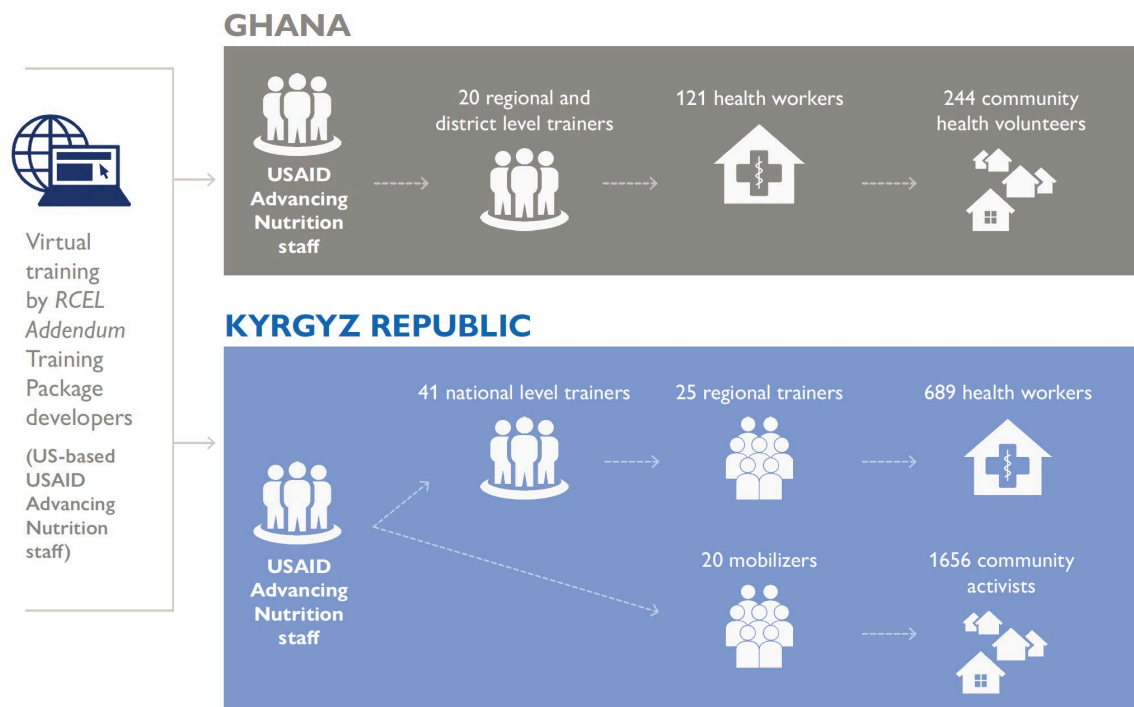 Virtual
training
by RCEL
Addendum
Training
Package
developers
(US-based
USAID
Advancing
Nutrition
staff)
GHANA
USAID
Advancing
Nutrition
staff
20 regional and
district level trainers
121 health workers
244 community
health volunteers
KYRGYZ REPUBLIC
USAID
Advancing
Nutrition
staff
41 national level trainers
25 regional trainers
689 health workers
20 mobilizers
1656 community
activists